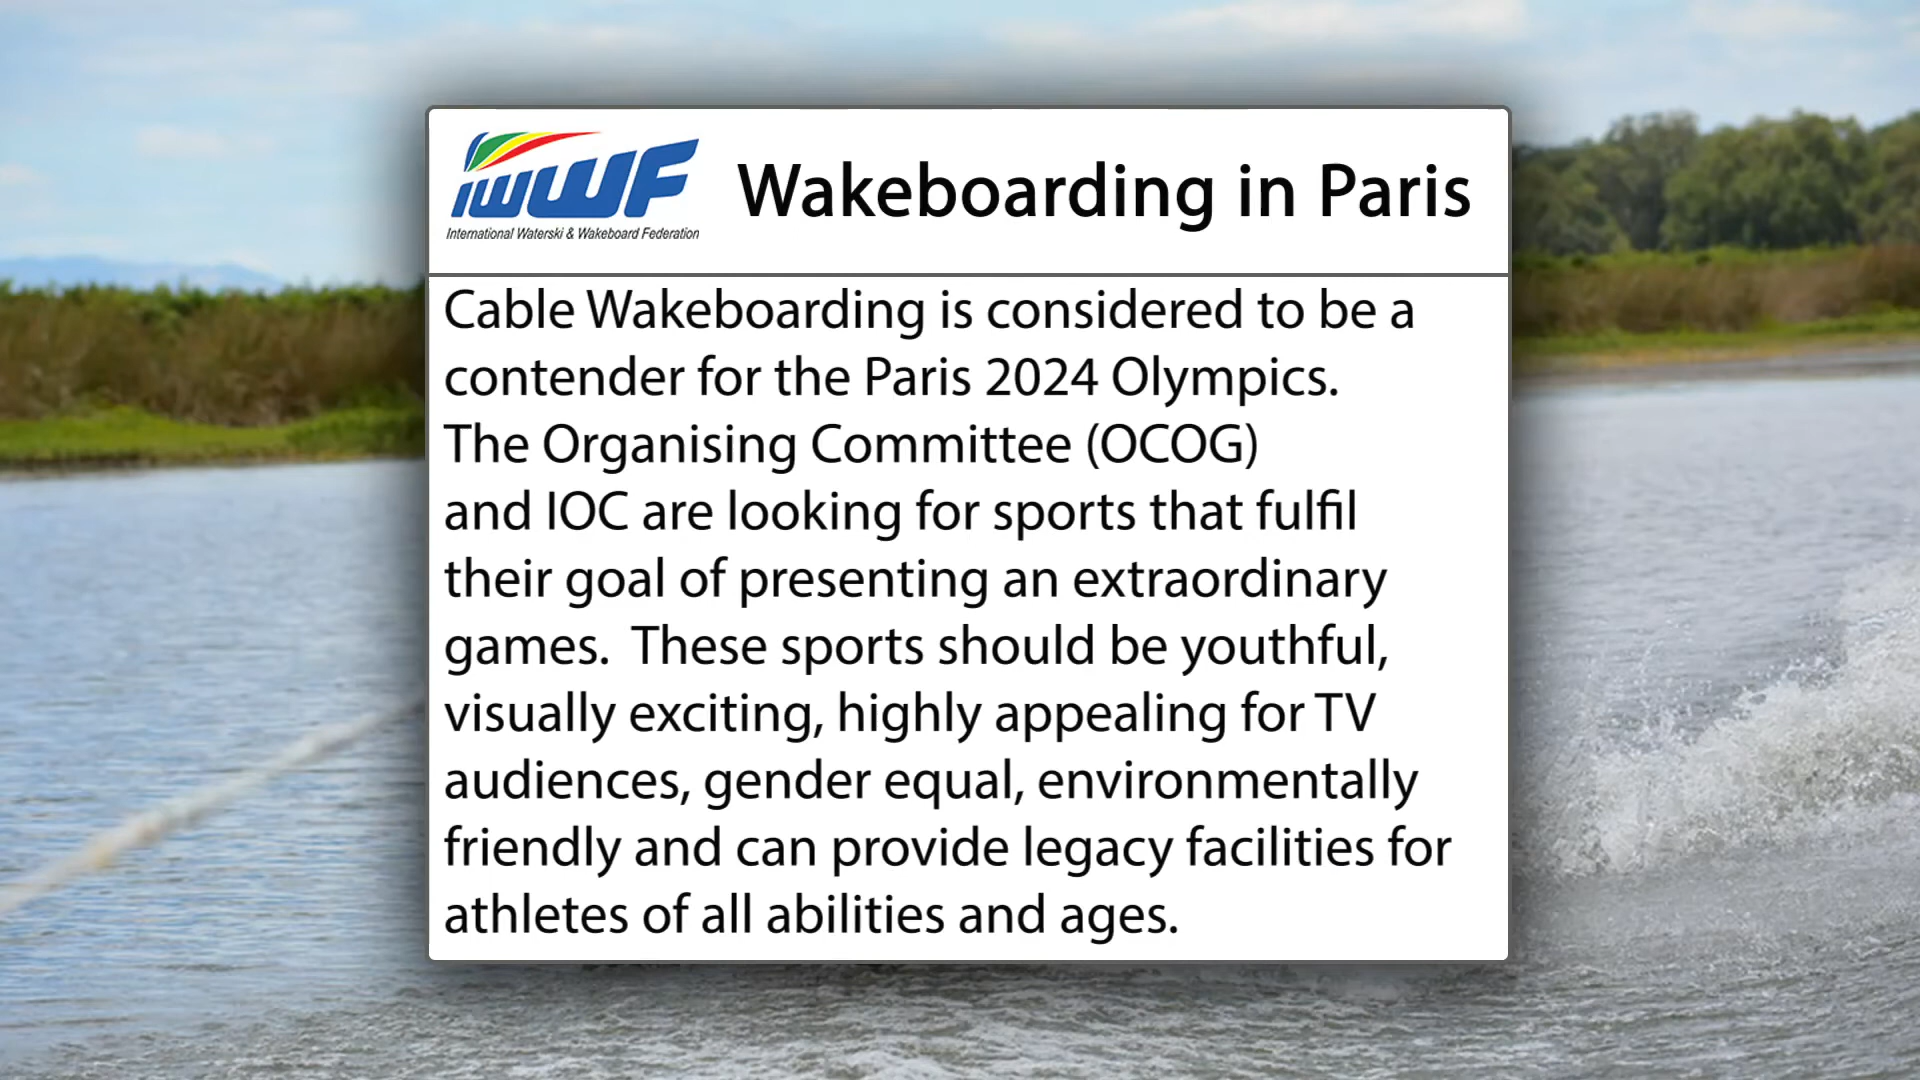 IWWF
International Waterski & Wakeboard Federation
Wakeboarding in Paris
Cable Wakeboarding is considered to be a
contender for the Paris 2024 Olympics.
The Organising Committee (OCOG)
and IOC are looking for sports that fulfil
their goal of presenting an extraordinary
games. These sports should be youthful,
visually exciting, highly appealing for TV
audiences, gender equal, environmentally
friendly and can provide legacy facilities for
athletes of all abilities and ages.